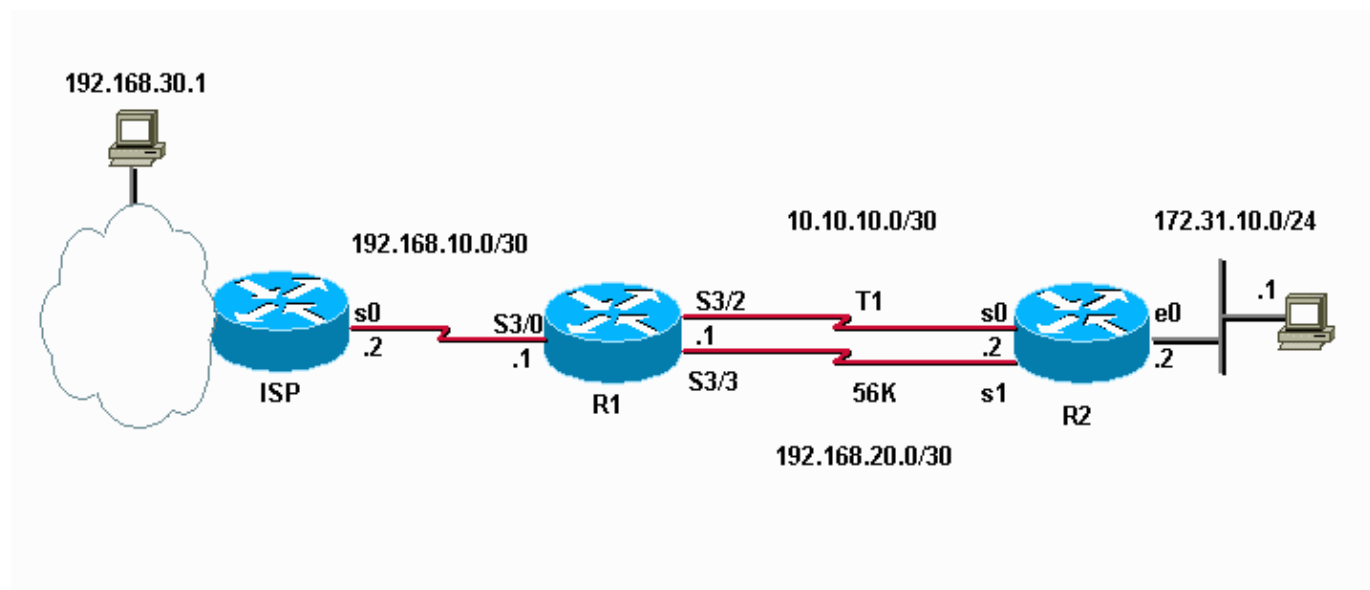 192.168.30.1
10.10.10.0/30
172.31.10.0/24
192.168.10.0/30
.1
S3/2
T1
s0
e0
s0
S3/0
.2
.1
.1
.2
.2
S3/3
56K
s1
ISP
R1
R2
192.168.20.0/30